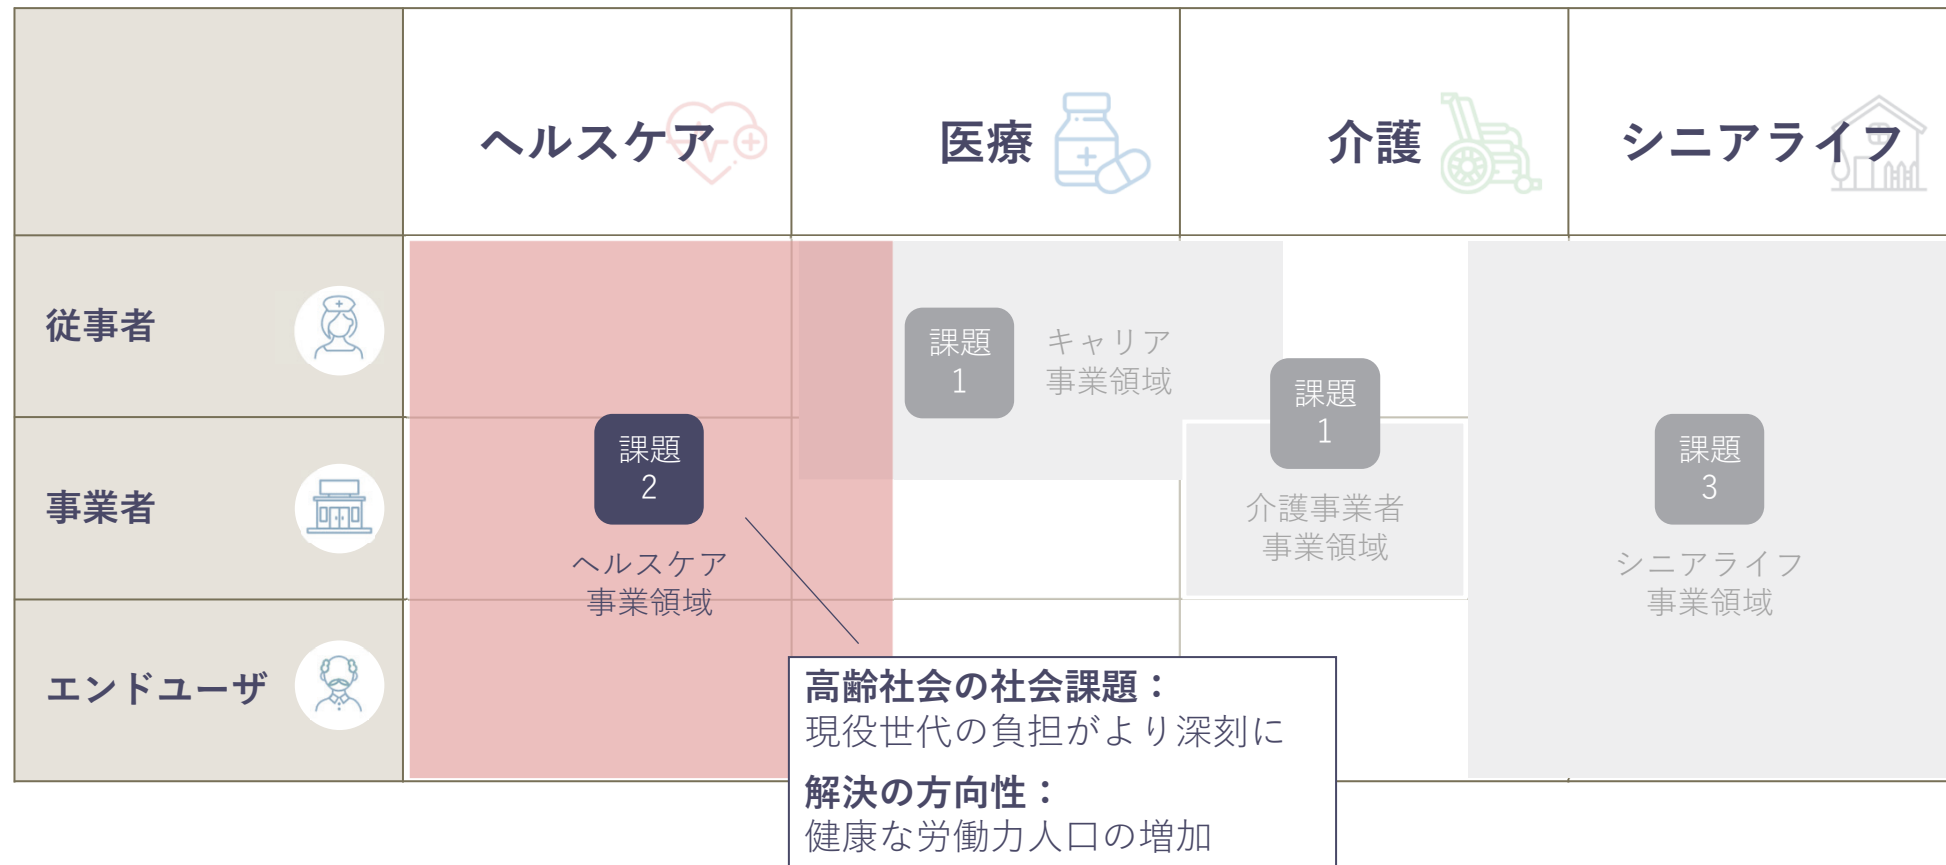 ヘルスケア
医療
介護
シニアライフ
従事者
事業者
エンドユーザ
課題
1
キャリア
事業領域
課題
1
介護事業者
事業領域
課題
2
ヘルスケア
事業領域
課題
3
シニアライフ
事業領域
高齢社会の社会課題：
現役世代の負担がより深刻に
解決の方向性：
健康な労働力人口の増加